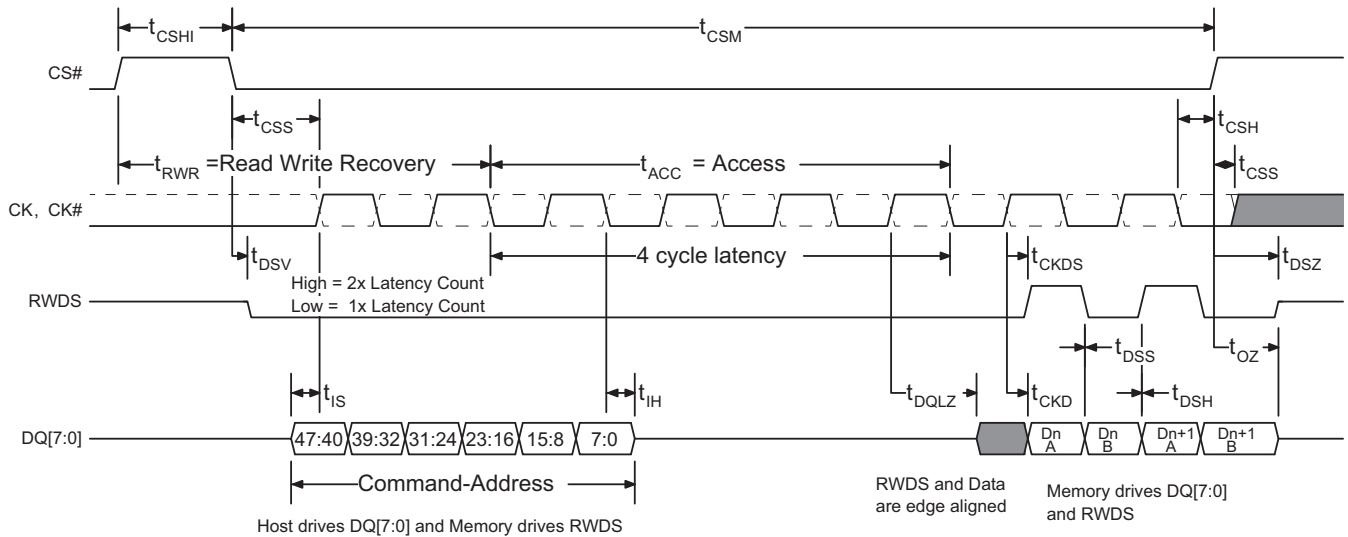 tCSHI
tCSM
CS#
tCSS
tCSH
tRWR =Read Write Recovery
tACC = Access
tCSS
CK, CK#
tDSV
4 cycle latency
tCKDS
tDSZ
High = 2x Latency Count
Low = 1x Latency Count
RWDS
tDSS
tOZ
tIS
tIH
tDQLZ
tCKD
tDSH
DQ[7:0]
47:40 39:32 31:24 23:16 15:8 7:0
Dn A
Dn B
Dn+1 A
Dn+1 B
Command-Address
RWDS and Data
are edge aligned
Memory drives DQ[7:0]
and RWDS
Host drives DQ[7:0] and Memory drives RWDS